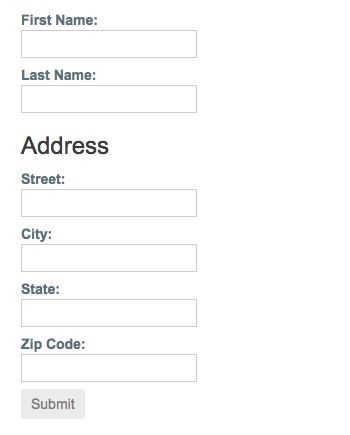 First Name:
Last Name:
Address
Street:
City:
State:
Zip Code:
Submit